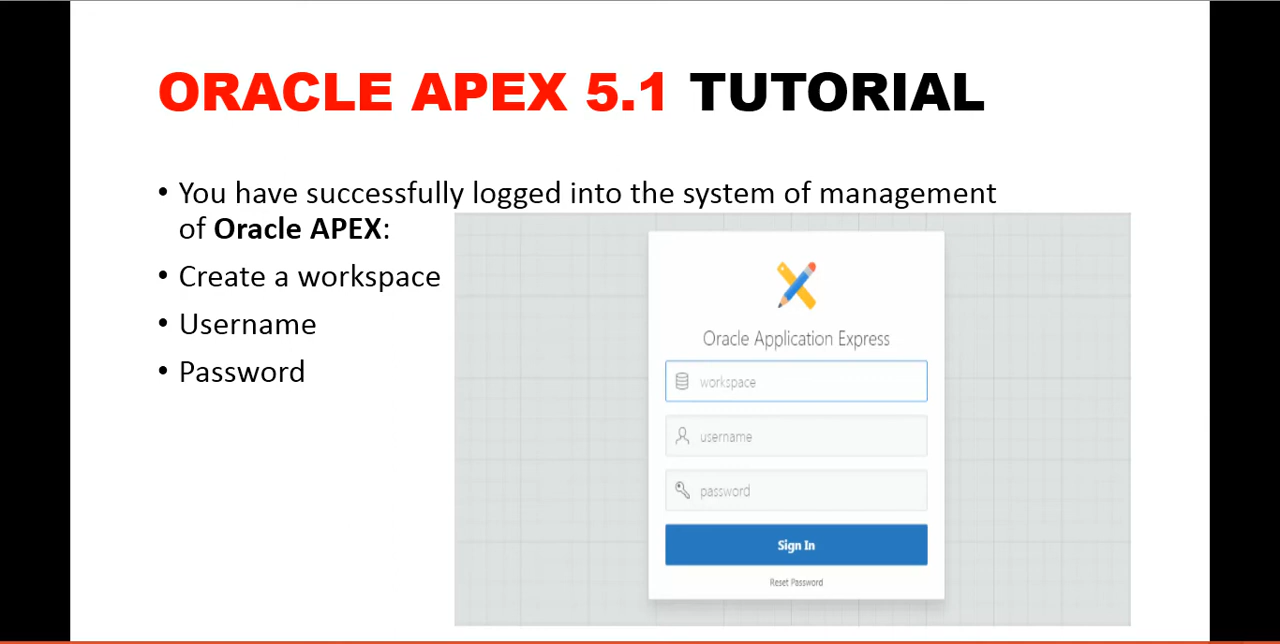 ORACLE APEX 5.1 TUTORIAL
• You have successfully logged into the system of management
of Oracle APEX:
• Create a workspace
• Username
• Password
Oracle Application Express
workspace
username
password
Sign In
Reset Password